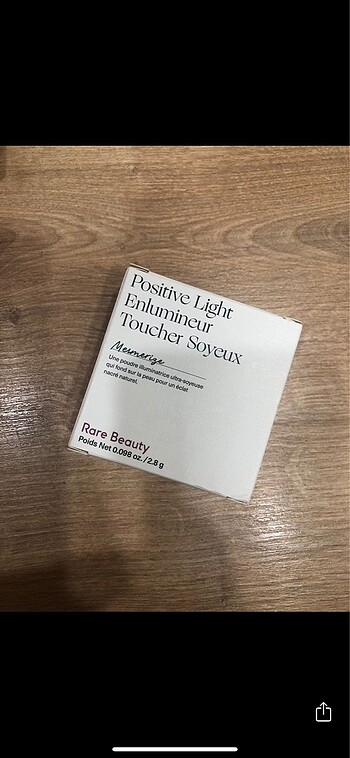 Positive Light
Enlumineur
Toucher Soyeux
Mesmerize
Une poudre illuminatrice ultra-soyeuse
qui fond sur la peau pour un éclat
nacré naturel.
Rare Beauty
Poids Net 0.098 oz./2.8 g